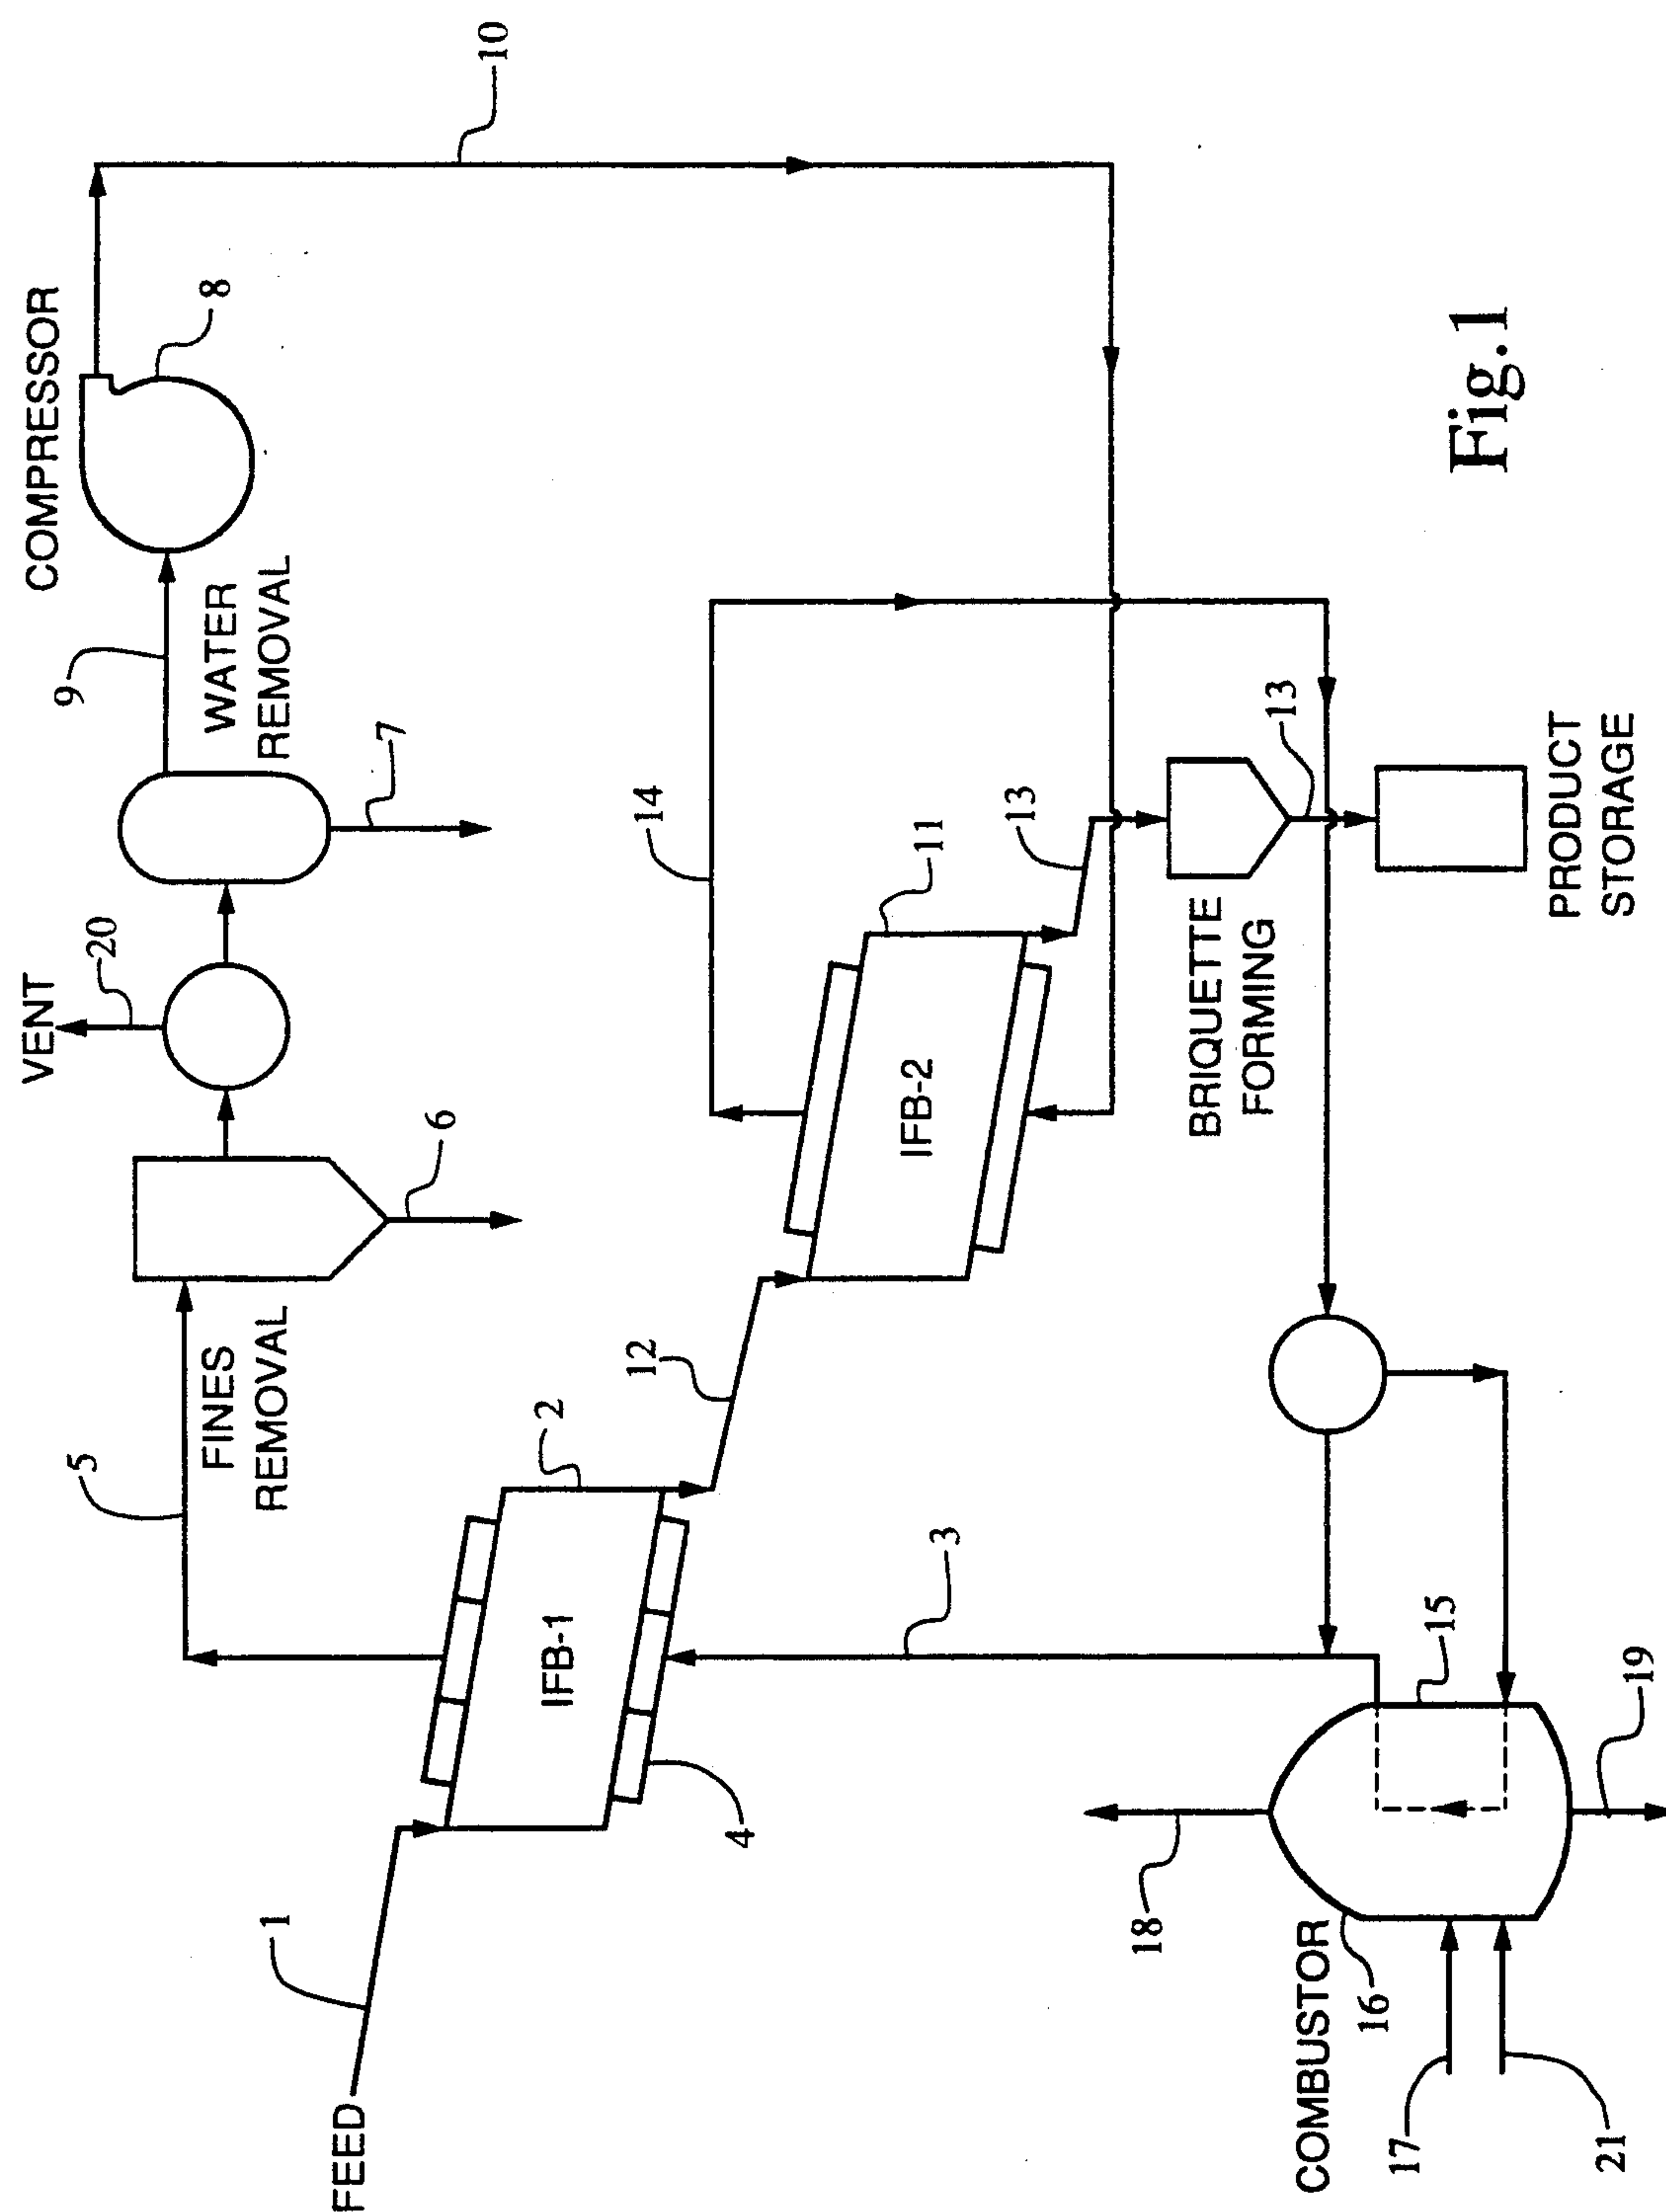 VENT
20
COMPRESSOR
8
10
9
WATER
REMOVAL
7
5
FINES
REMOVAL
6
14
1
FEED
IFB-1
2
4
12
IFB-2
11
13
3
BRIQUETTE
FORMING
13
PRODUCT
STORAGE
18
COMBUSTOR
16
15
17
21
19
Fig.1